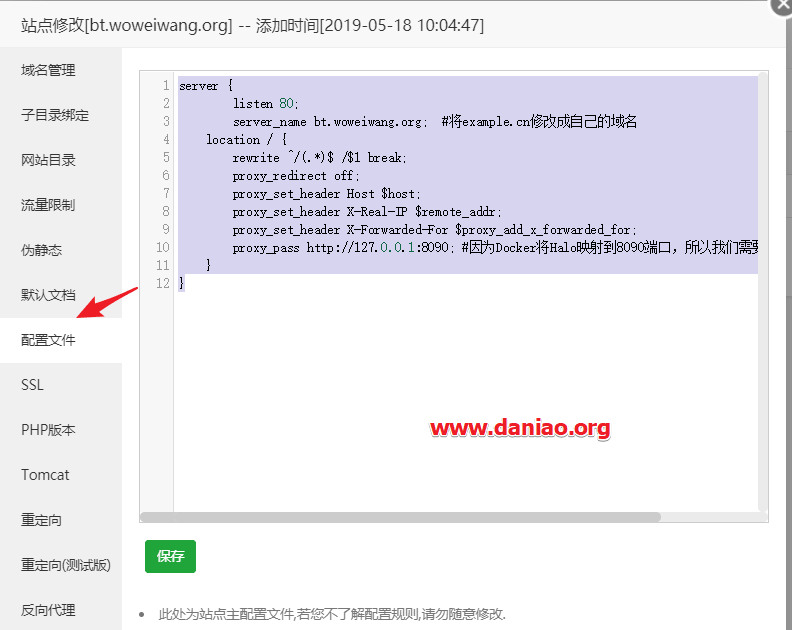 站点修改[bt.woweiwang.org] -- 添加时间[2019-05-18 10:04:47]
域名管理
子目录绑定
网站目录
流量限制
伪静态
默认文档
配置文件
SSL
PHP版本
Tomcat
重定向
重定向(测试版)
反向代理
1 server {
2 listen 80;
3 server_name bt.woweiwang.org; #将example.cn修改成自己的域名
4 location / {
5 rewrite ^/(.*)$ /$1 break;
6 proxy_redirect off;
7 proxy_set_header Host $host;
8 proxy_set_header X-Real-IP $remote_addr;
9 proxy_set_header X-Forwarded-For $proxy_add_x_forwarded_for;
10 proxy_pass http://127.0.0.1:8090; #因为Docker将Halo映射到8090端口，所以我们需要
11 }
12 }
www.daniao.org
保存
此处为站点主配置文件,若您不了解配置规则,请勿随意修改.